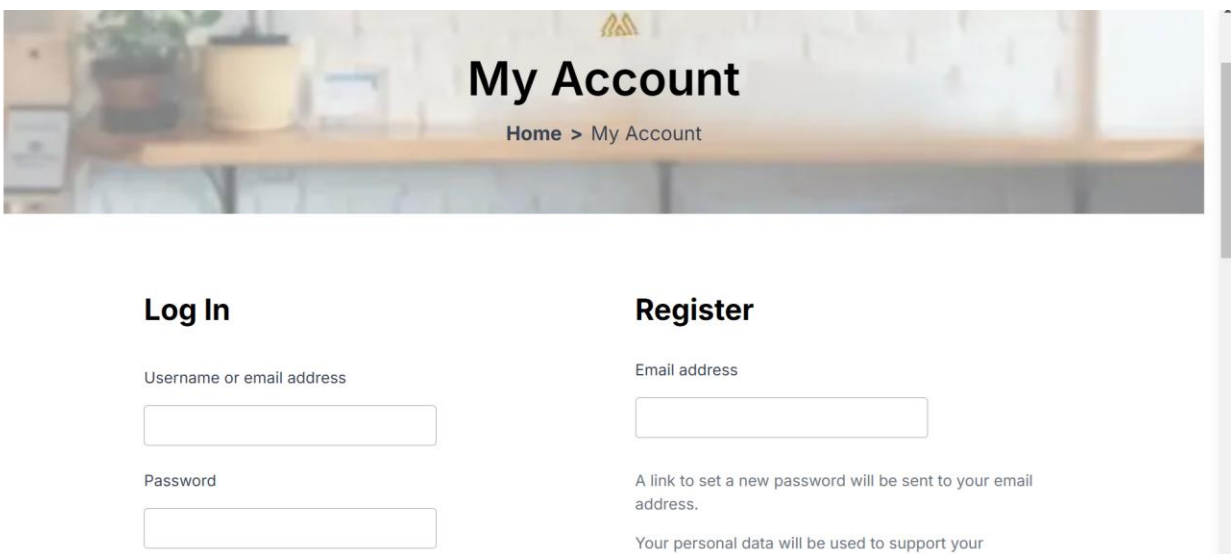 My Account
Home > My Account
Log In
Username or email address
Password
Register
Email address
A link to set a new password will be sent to your email
address.
Your personal data will be used to support your